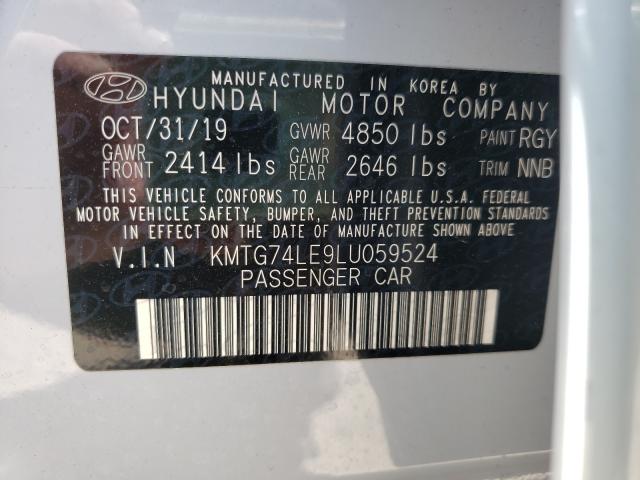 MANUFACTURED IN KOREA BY
HYUNDAI MOTOR COMPANY
OCT/31/19 GVWR 4850 lbs PAINT RGY
GAWR FRONT 2414 lbs GAWR REAR 2646 lbs TRIM NNB
THIS VEHICLE CONFORMS TO ALL APPLICABLE U.S.A. FEDERAL
MOTOR VEHICLE SAFETY, BUMPER, AND THEFT PREVENTION STANDARDS
IN EFFECT ON THE DATE OF MANUFACTURE SHOWN ABOVE.
V.I.N KMTG74LE9LU059524
PASSENGER CAR